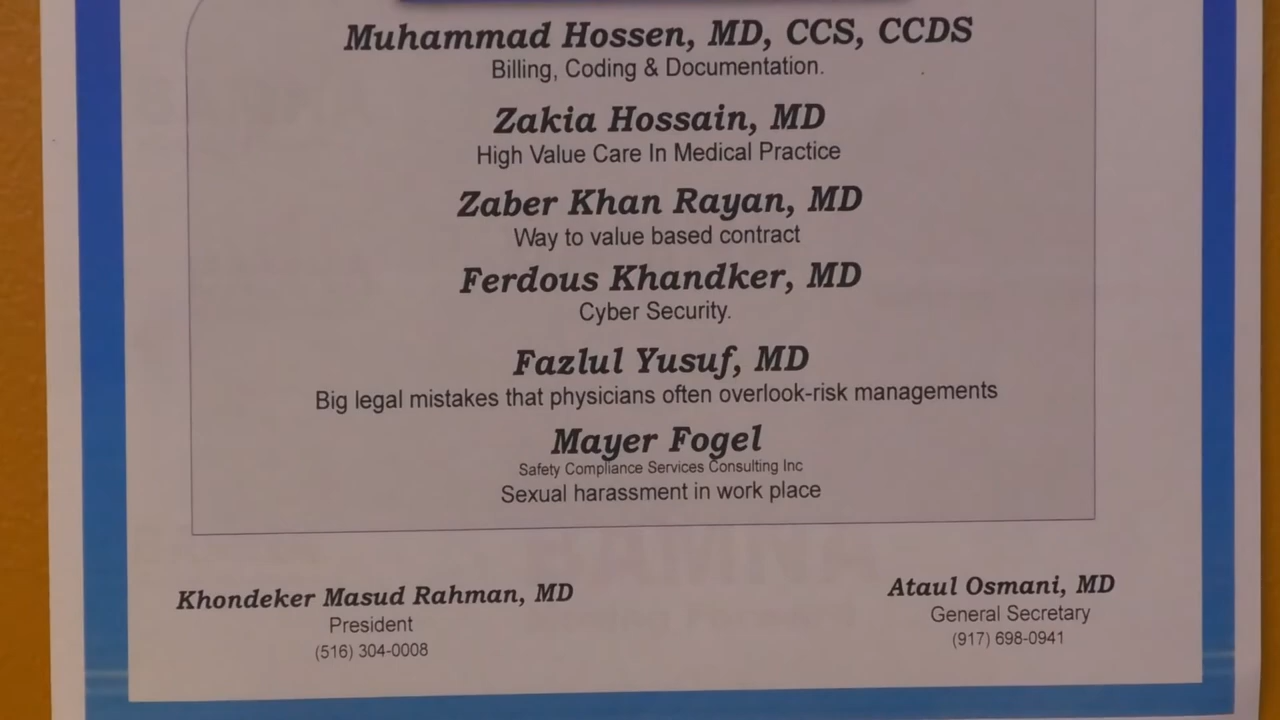 Muhammad Hossen, MD, CCS, CCDS
Billing, Coding & Documentation.
Zakia Hossain, MD
High Value Care In Medical Practice
Zaber Khan Rayan, MD
Way to value based contract
Ferdous Khandker, MD
Cyber Security.
Fazlul Yusuf, MD
Big legal mistakes that physicians often overlook-risk managements
Mayer Fogel
Safety Compliance Services Consulting Inc
Sexual harassment in work place
Khondeker Masud Rahman, MD
President
(516) 304-0008
Ataul Osmani, MD
General Secretary
(917) 698-0941